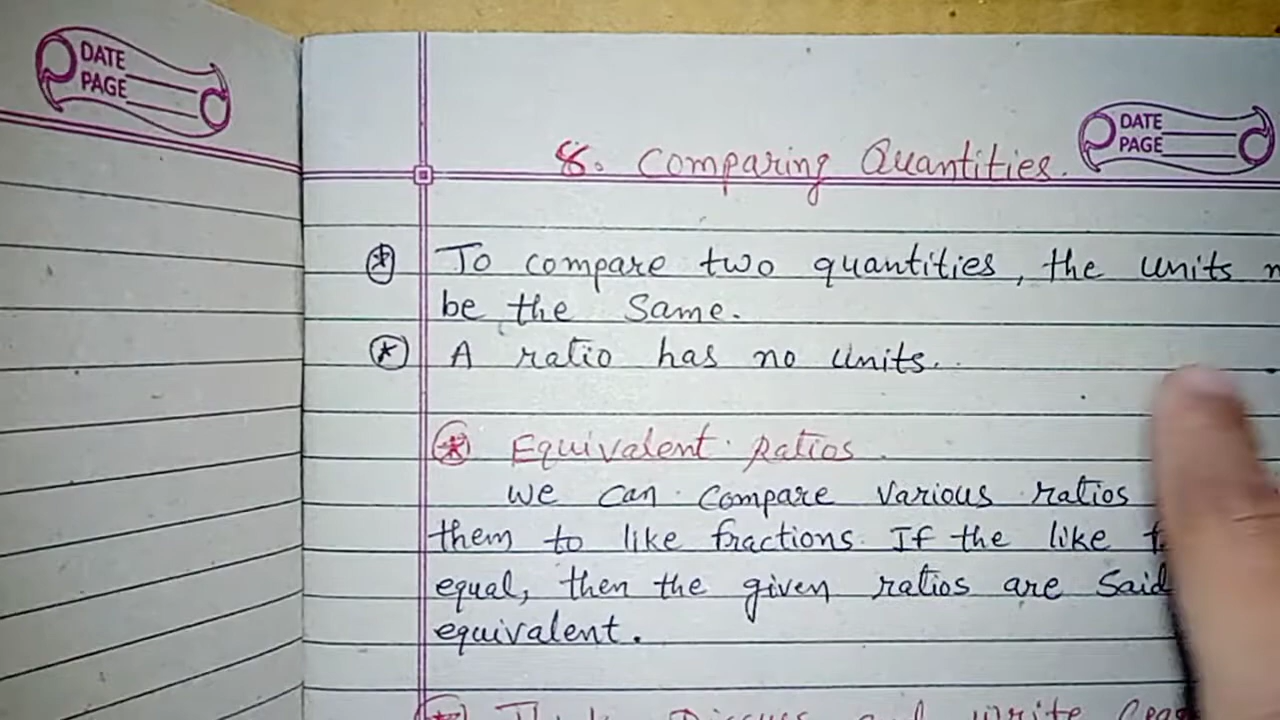 DATE
PAGE
DATE
PAGE
8. Comparing Quantities.
To compare two quantities, the units
be the same.
A ratio has no units.
Equivalent Ratios.
We can compare various ratios
them to like fractions. If the like
equal, then the given ratios are said
equivalent.
and write